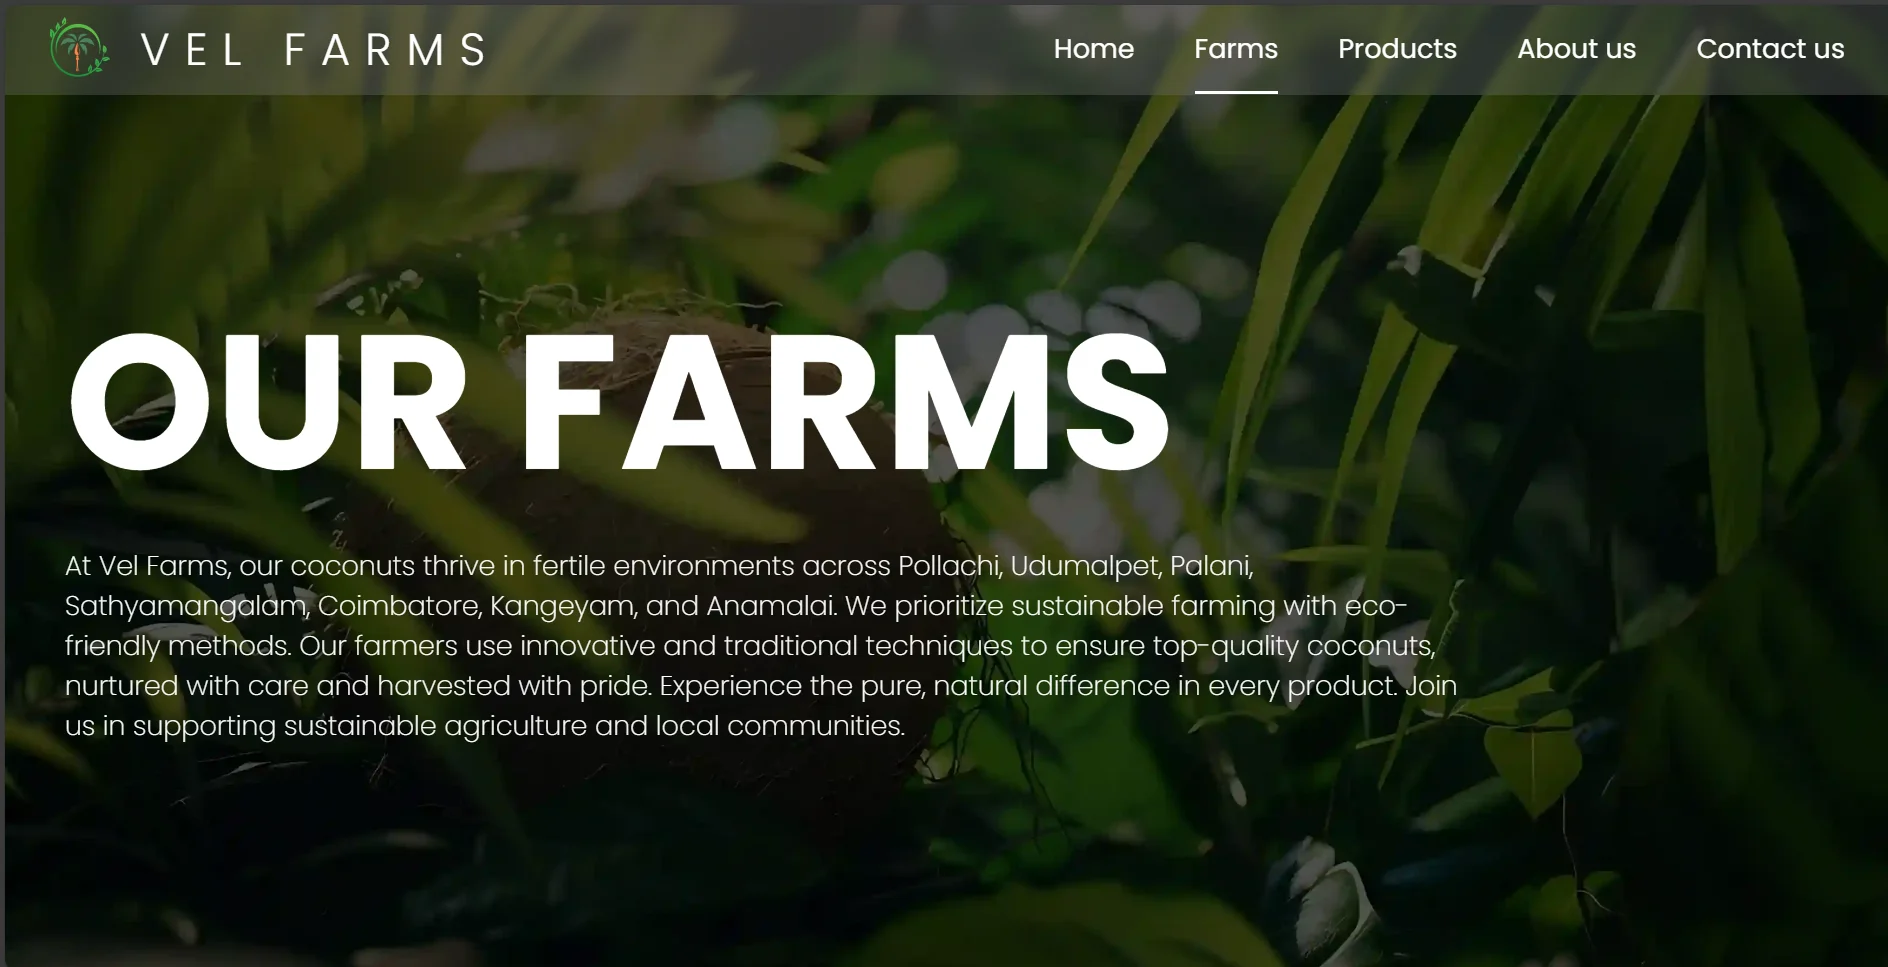 VEL FARMS
Home Farms Products About us Contact us
OUR FARMS
At Vel Farms, our coconuts thrive in fertile environments across Pollachi, Udumalpet, Palani,
Sathyamangalam, Coimbatore, Kangeyam, and Anamalai. We prioritize sustainable farming with eco-
friendly methods. Our farmers use innovative and traditional techniques to ensure top-quality coconuts,
nurtured with care and harvested with pride. Experience the pure, natural difference in every product. Join
us in supporting sustainable agriculture and local communities.